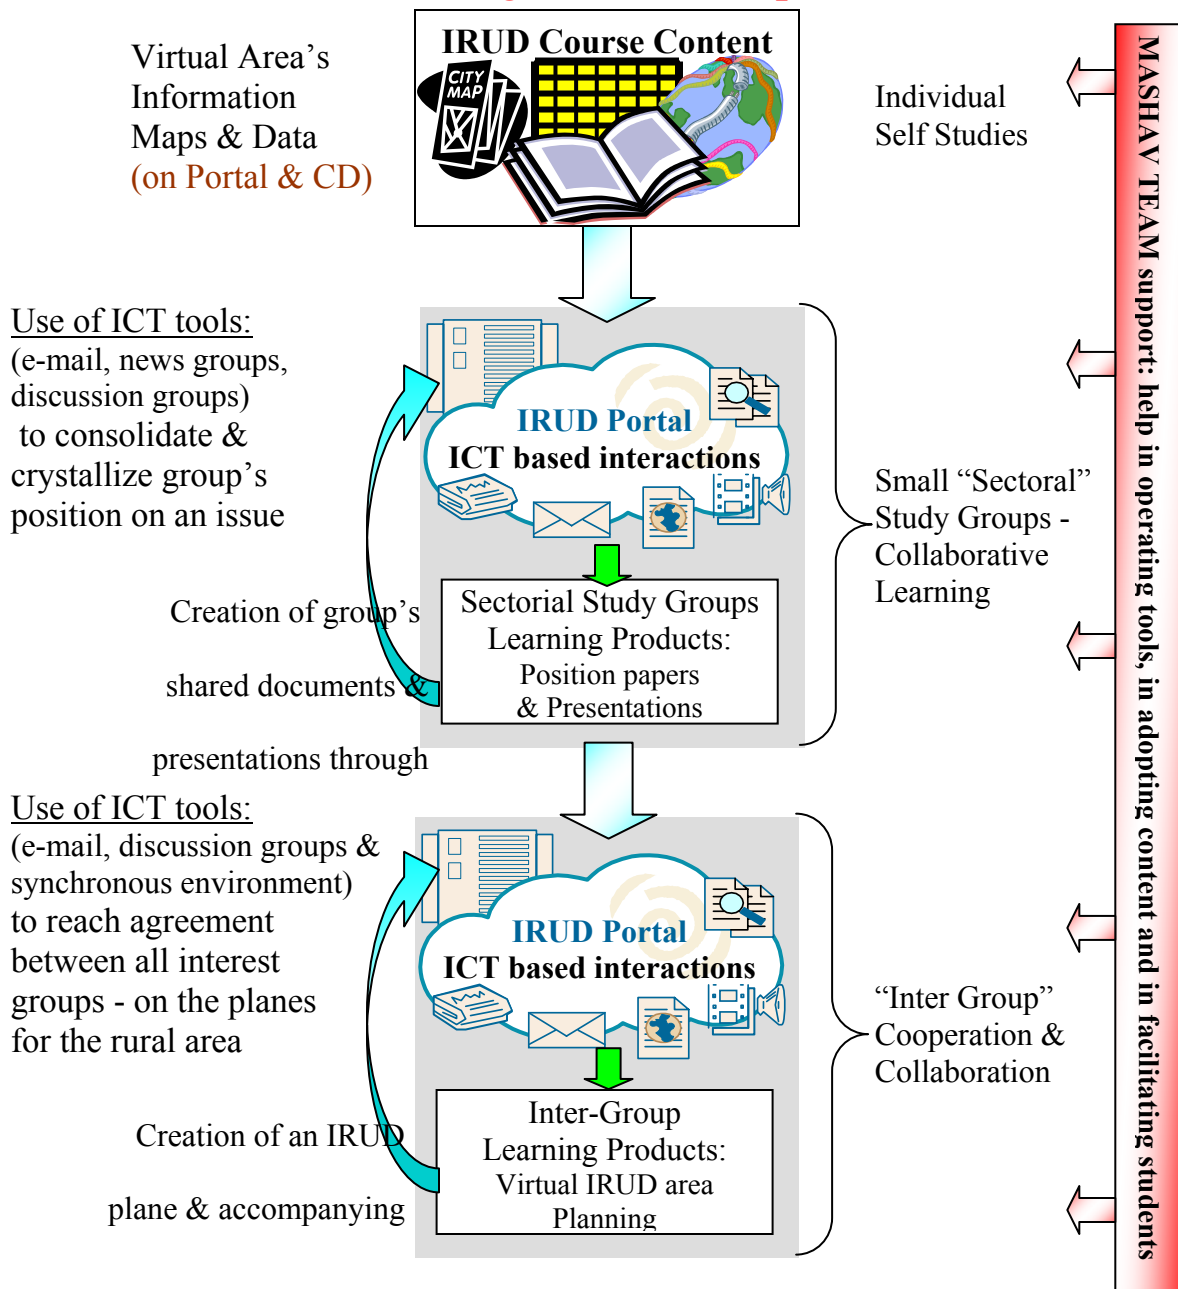 IRUD Course Content
CITY
MAP
Virtual Area’s
Information
Maps & Data
(on Portal & CD)
Individual
Self Studies
Use of ICT tools:
(e-mail, news groups,
discussion groups)
to consolidate &
crystallize group’s
position on an issue
IRUD Portal
ICT based interactions
Small “Sectoral”
Study Groups -
Collaborative
Learning
Creation of group’s
shared documents &
presentations through
Sectorial Study Groups
Learning Products:
Position papers
& Presentations
Use of ICT tools:
(e-mail, discussion groups &
synchronous environment)
to reach agreement
between all interest
groups - on the planes
for the rural area
IRUD Portal
ICT based interactions
“Inter Group”
Cooperation &
Collaboration
Creation of an IRUD
plane & accompanying
Inter-Group
Learning Products:
Virtual IRUD area
Planning
MASHAV TEAM support: help in operating tools, in adopting content and in facilitating students